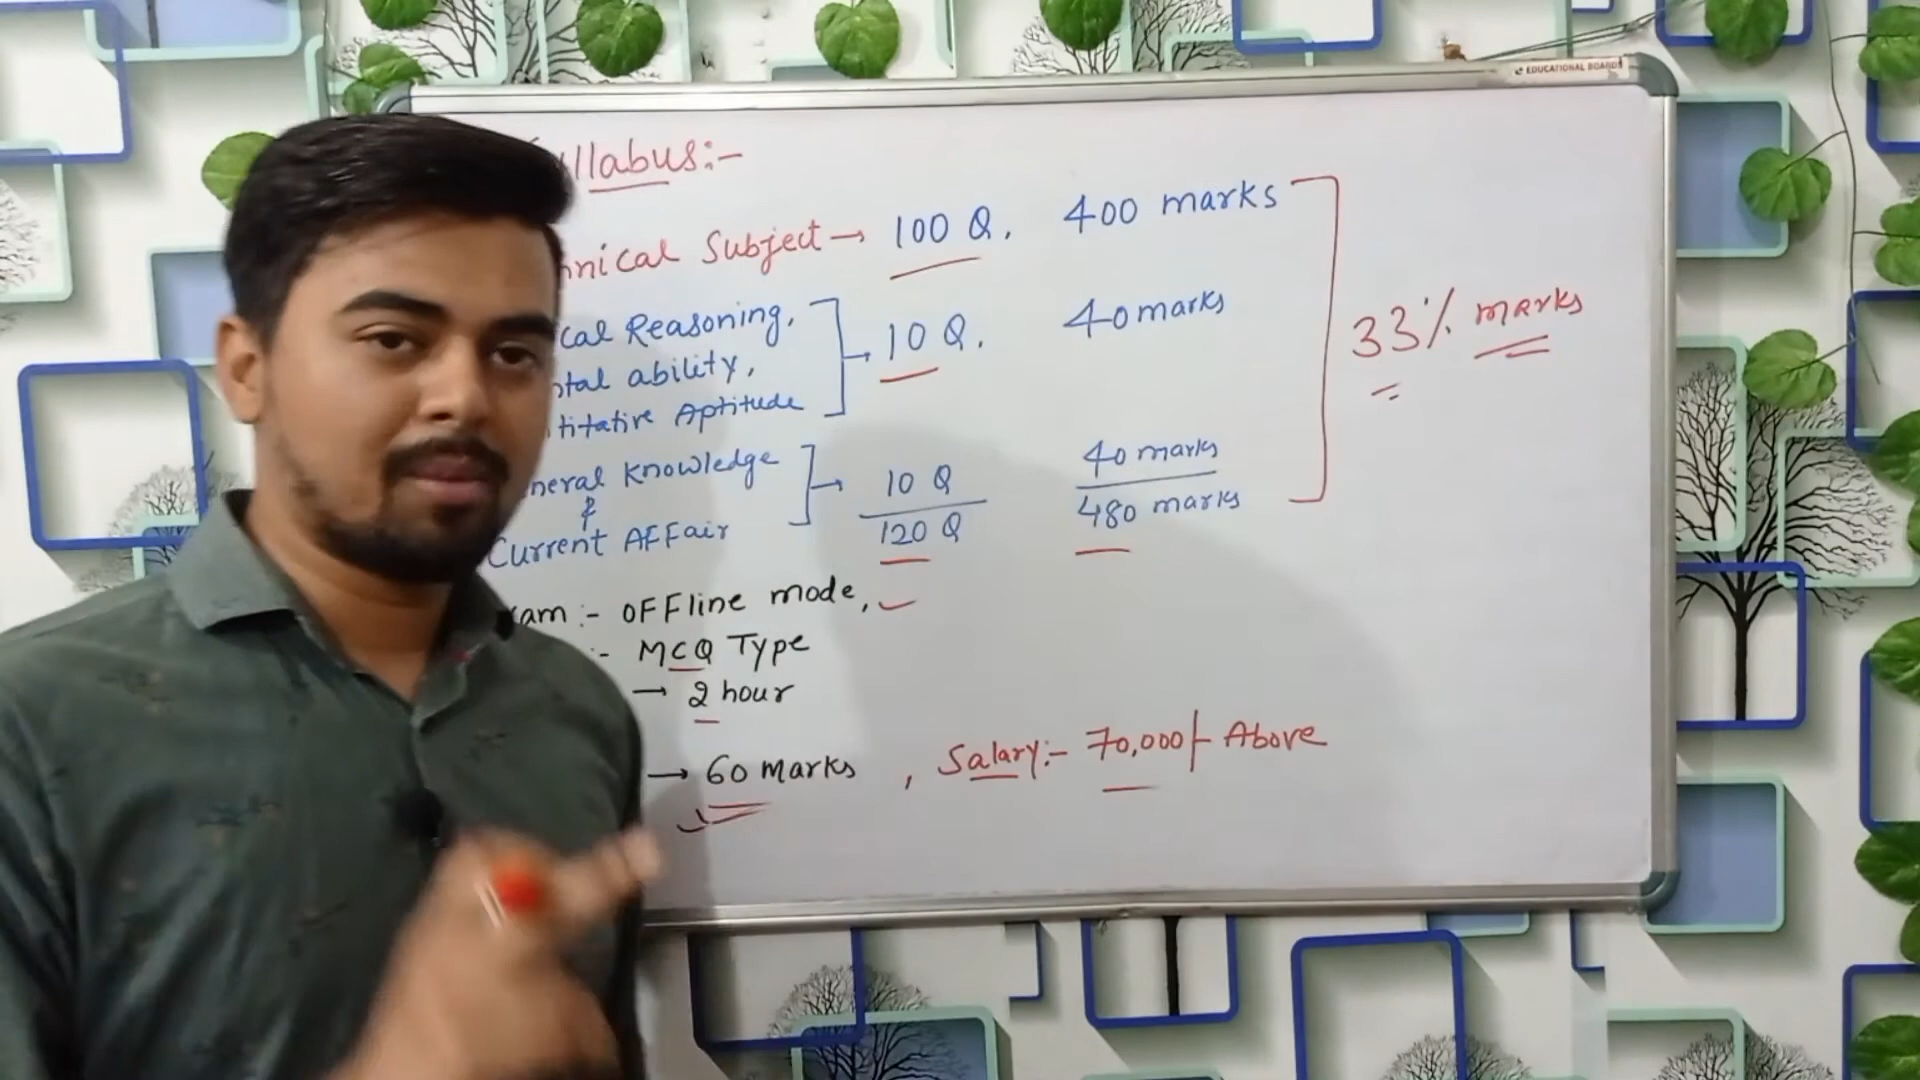 EDUCATIONAL BOARDS
llabus:-
nical Subject → 100 Q, 400 marks
cal Reasoning,
tal ability, → 10 Q, 40 marks
titative Aptitude
33% marks
neral Knowledge
& → 10 Q 40 marks
Current AFFair 120 Q 480 marks
am :- OFFline mode,
:- MCQ Type
→ 2 hour
→ 60 marks , Salary:- 70,000/- Above